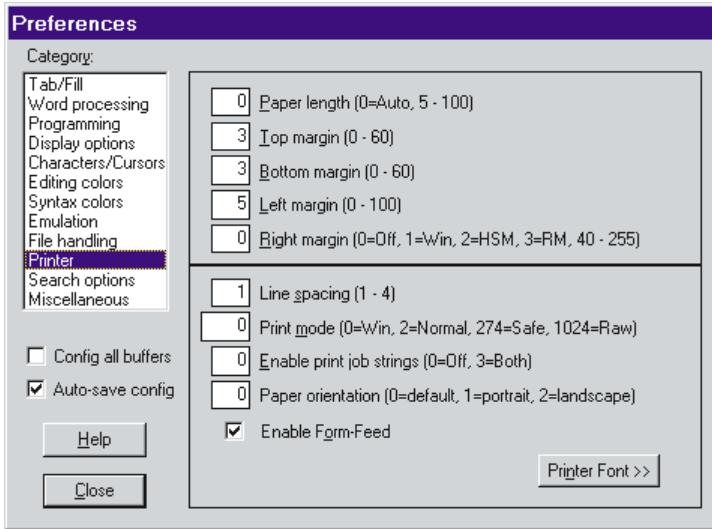 Preferences
Category:
Tab/Fill
Word processing
Programming
Display options
Characters/Cursors
Editing colors
Syntax colors
Emulation
File handling
Printer
Search options
Miscellaneous
Config all buffers
Auto-save config
Help
Close
0 Paper length (0=Auto, 5 - 100)
3 Top margin (0 - 60)
3 Bottom margin (0 - 60)
5 Left margin (0 - 100)
0 Right margin (0=Off, 1=Win, 2=HSM, 3=RM, 40 - 255)
1 Line spacing (1 - 4)
0 Print mode (0=Win, 2=Normal, 274=Safe, 1024=Raw)
0 Enable print job strings (0=Off, 3=Both)
0 Paper orientation (0=default, 1=portrait, 2=landscape)
Enable Form-Feed
Printer Font >>